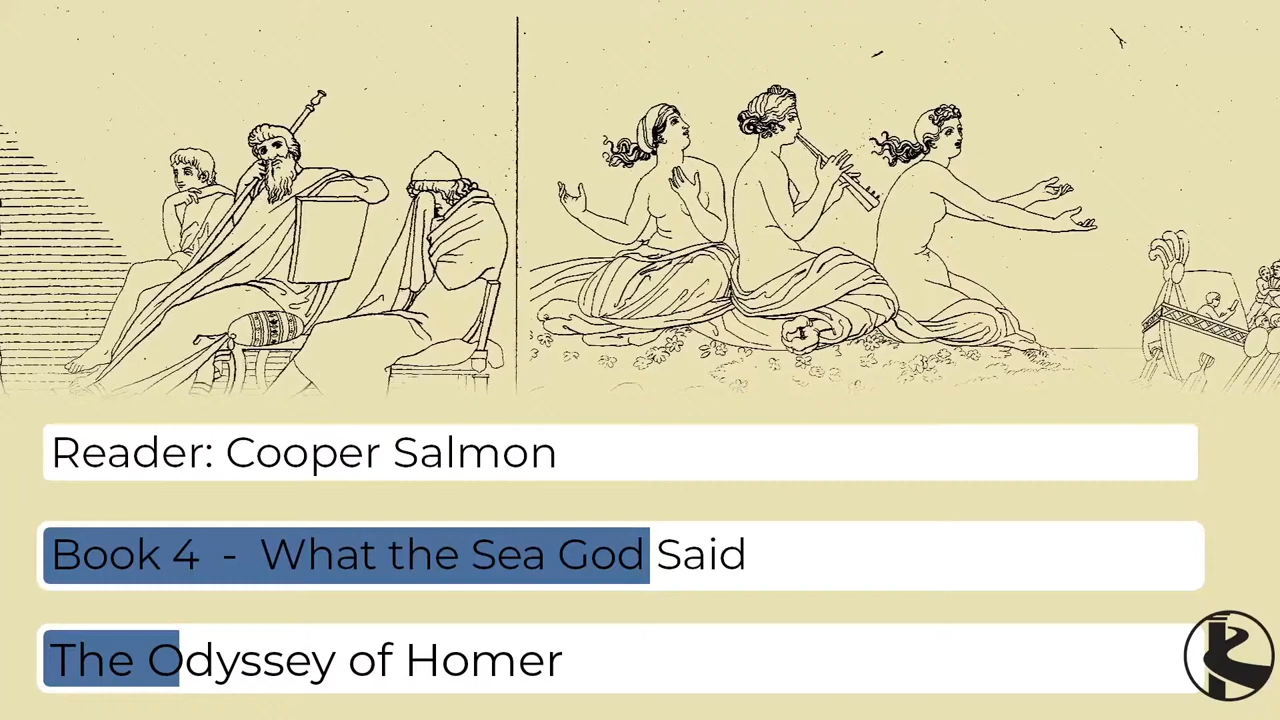 Reader: Cooper Salmon
Book 4 - What the Sea God Said
The Odyssey of Homer